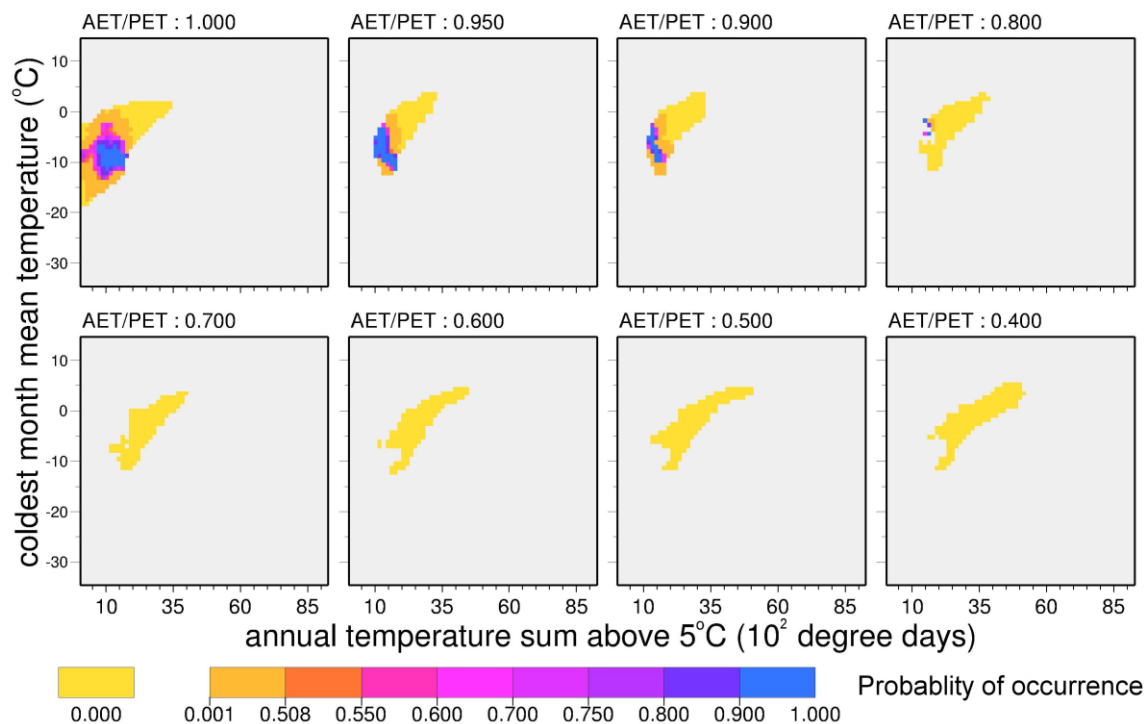 AET/PET : 1.000
AET/PET : 0.950
AET/PET : 0.900
AET/PET : 0.800
10
0
-10
-20
-30
AET/PET : 0.700
AET/PET : 0.600
AET/PET : 0.500
AET/PET : 0.400
10
0
-10
-20
-30
coldest month mean temperature (°C)
10 35 60 85 10 35 60 85 10 35 60 85 10 35 60 85
annual temperature sum above 5°C (10² degree days)
0.000 0.001 0.508 0.550 0.600 0.700 0.750 0.800 0.900 1.000
Probablity of occurrence